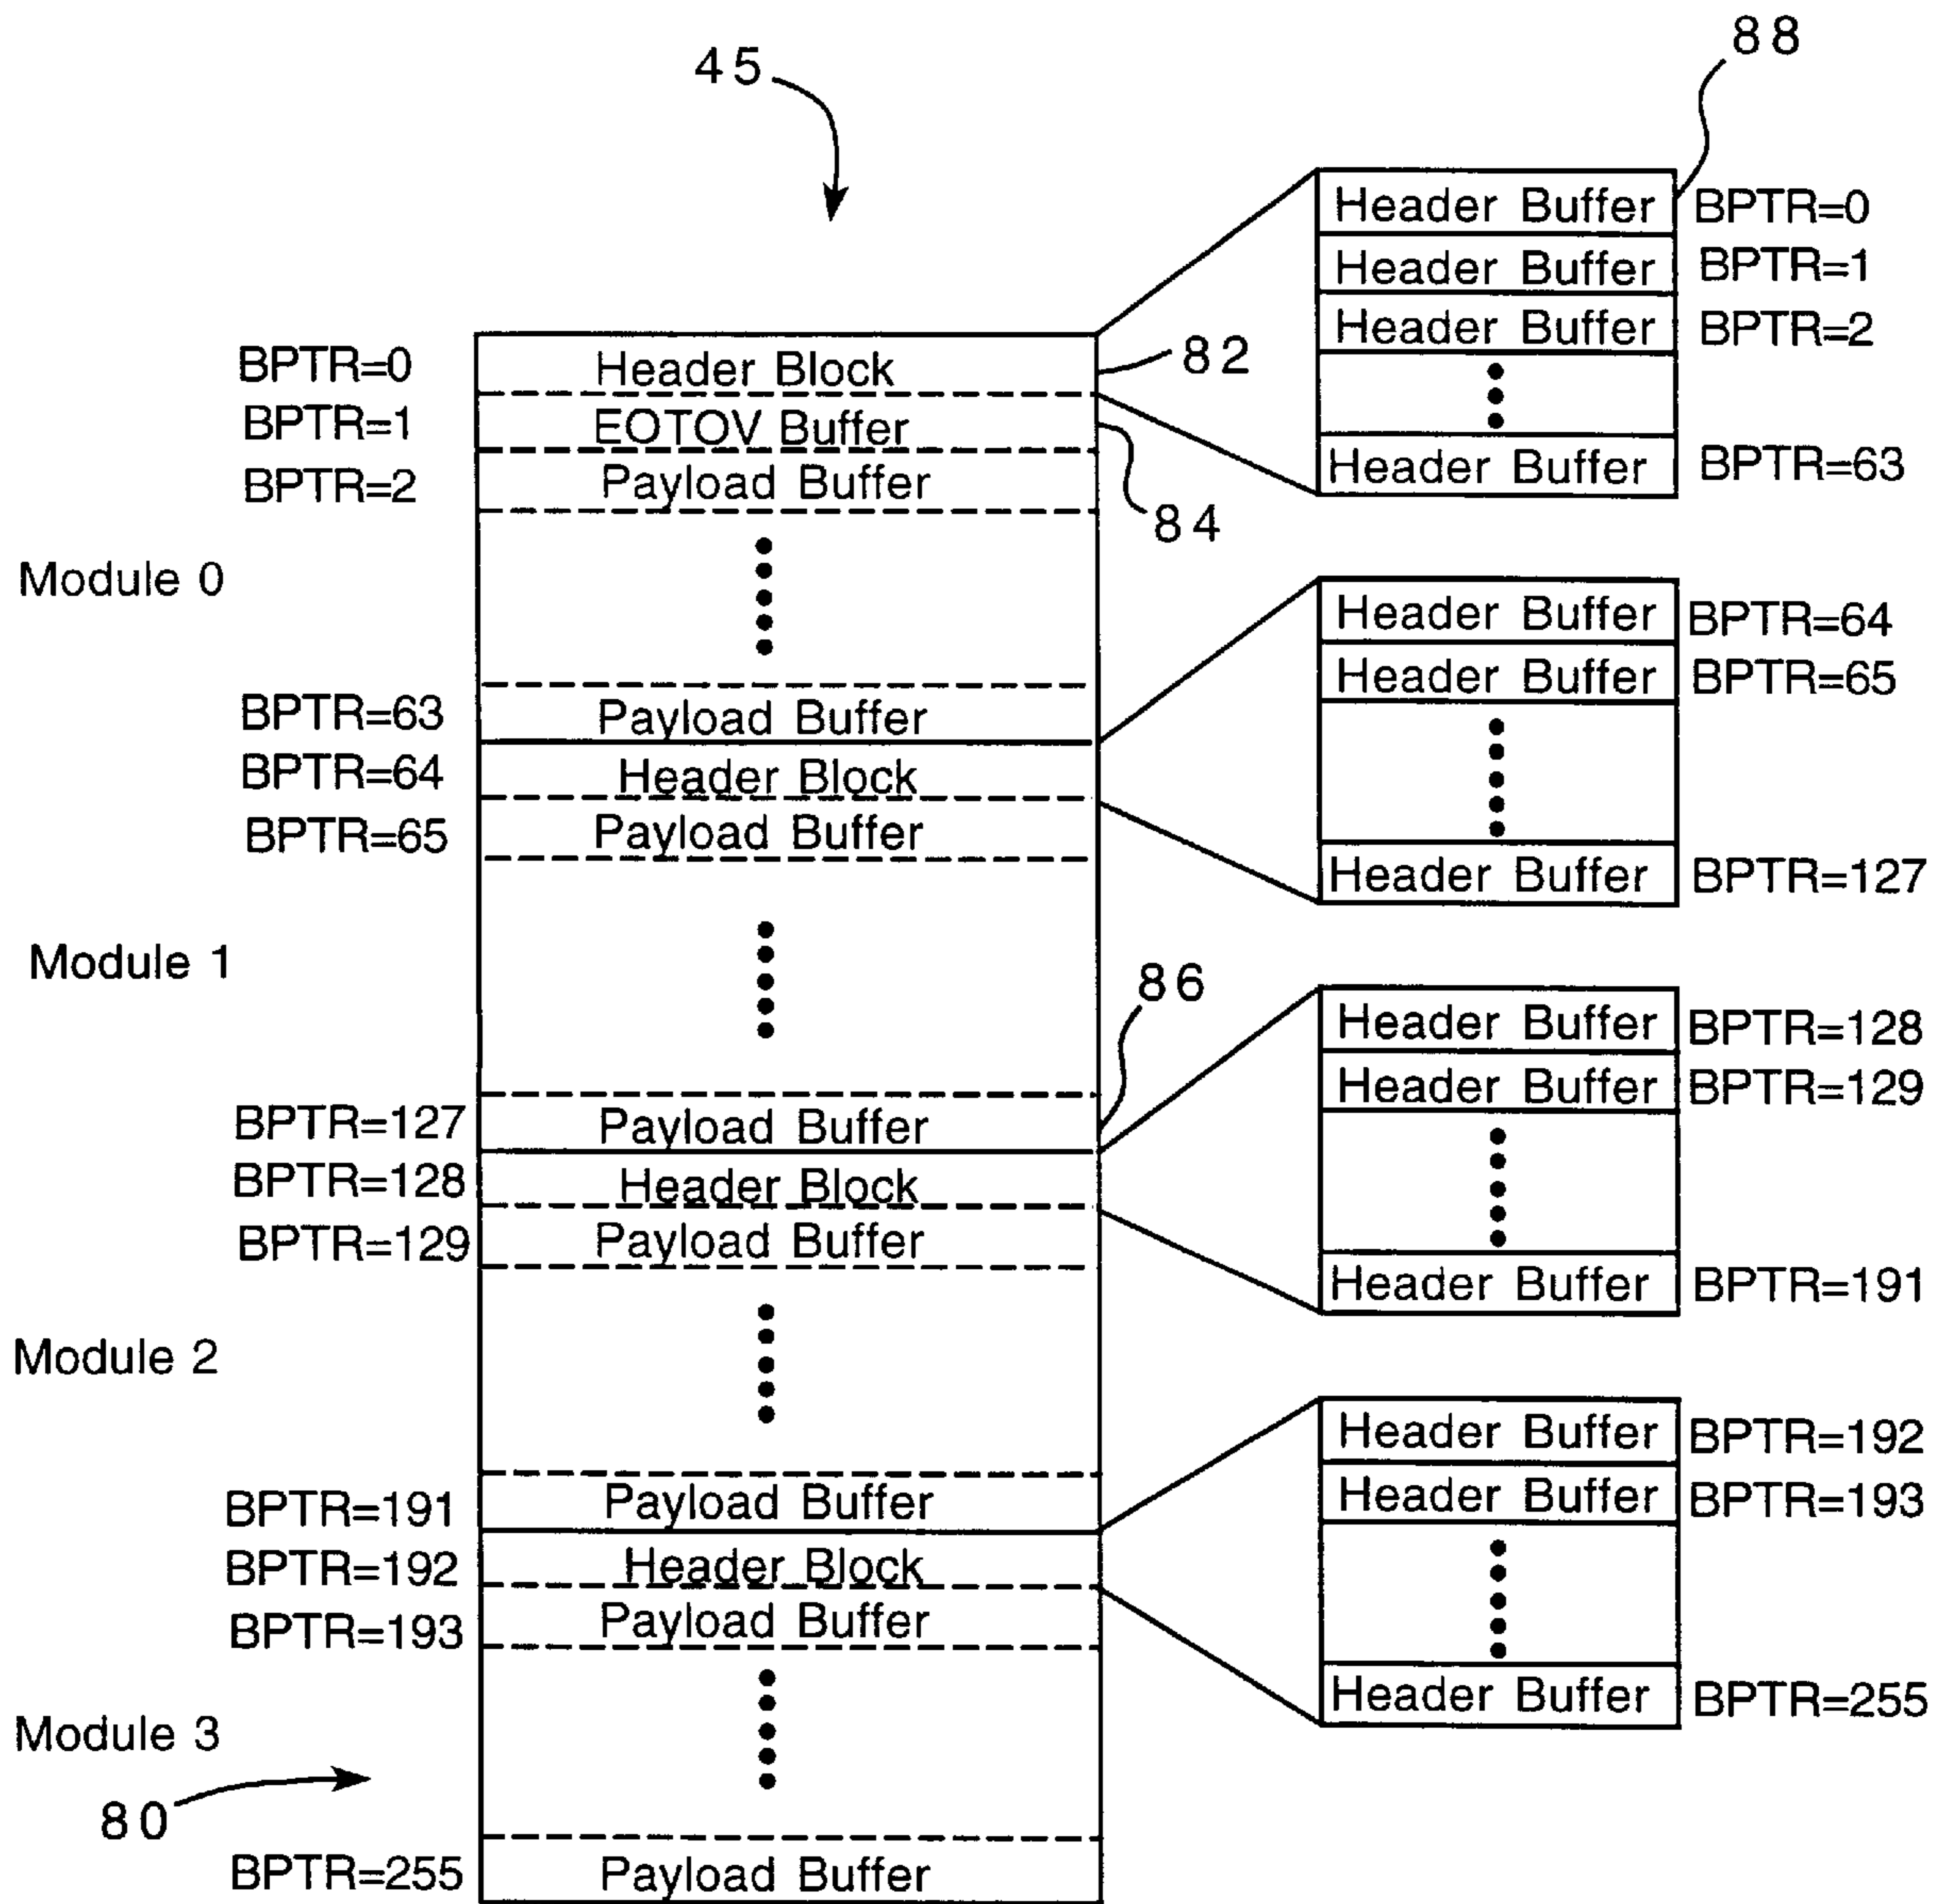 45
88
Header Buffer BPTR=0
Header Buffer BPTR=1
Header Buffer BPTR=2
Header Buffer BPTR=63
BPTR=0 Header Block 82
BPTR=1 EOTOV Buffer
BPTR=2 Payload Buffer
84
Module 0
Header Buffer BPTR=64
Header Buffer BPTR=65
Header Buffer BPTR=127
BPTR=63 Payload Buffer
BPTR=64 Header Block
BPTR=65 Payload Buffer
Module 1
86
Header Buffer BPTR=128
Header Buffer BPTR=129
Header Buffer BPTR=191
BPTR=127 Payload Buffer
BPTR=128 Header Block
BPTR=129 Payload Buffer
Module 2
Header Buffer BPTR=192
Header Buffer BPTR=193
Header Buffer BPTR=255
BPTR=191 Payload Buffer
BPTR=192 Header Block
BPTR=193 Payload Buffer
Module 3
80
BPTR=255 Payload Buffer